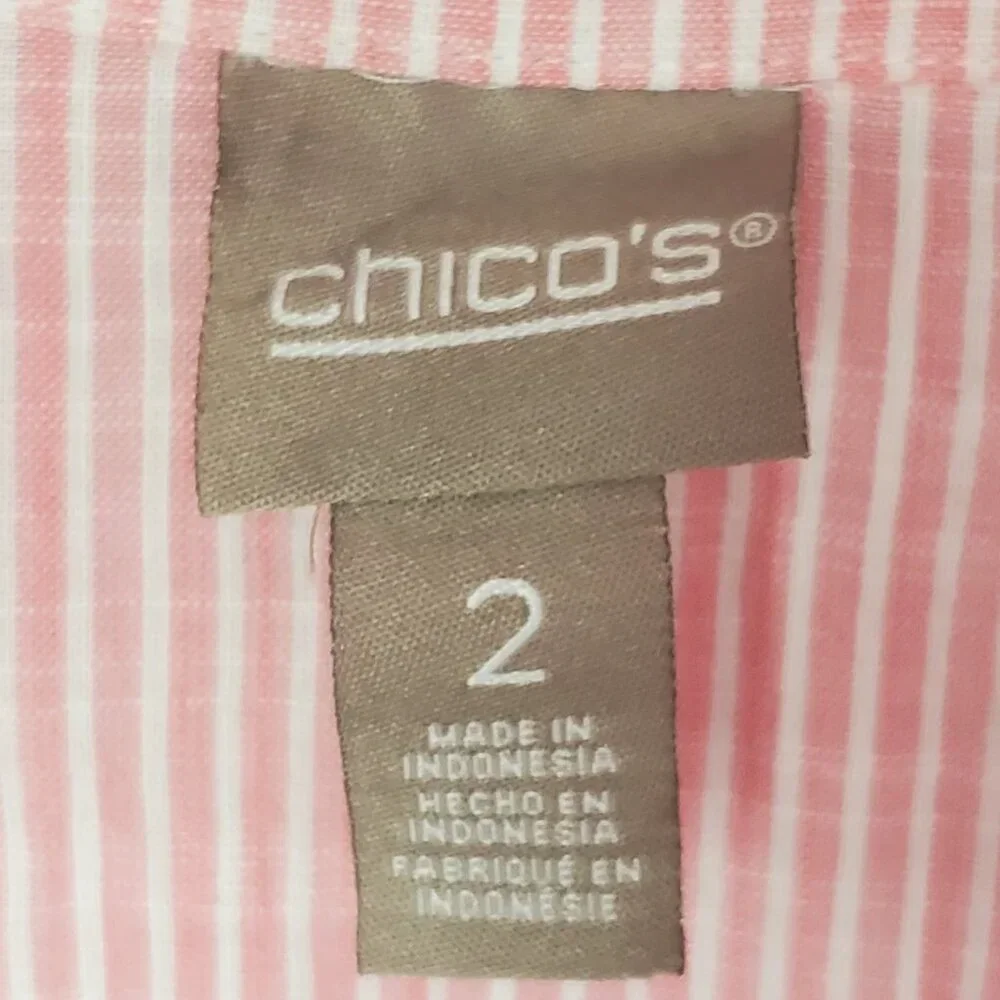 chico's®
2
MADE IN
INDONESIA
HECHO EN
INDONESIA
FABRIQUÉ EN
INDONÉSIE